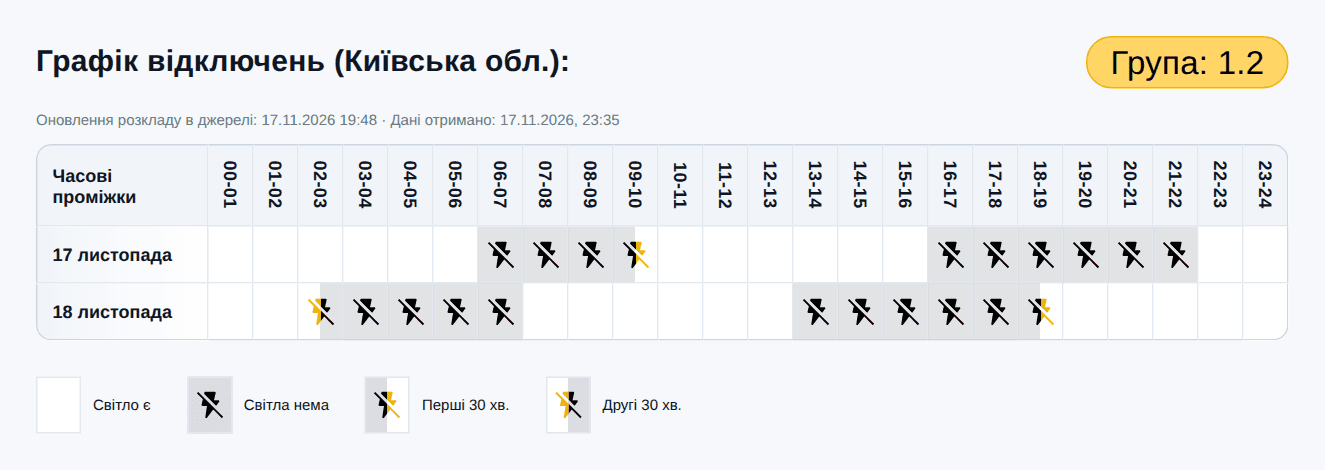 Графік відключень (Київська обл.):
Група: 1.2
Оновлення розкладу в джерелі: 17.11.2026 19:48 · Дані отримано: 17.11.2026, 23:35
Часові
проміжки
00-01
01-02
02-03
03-04
04-05
05-06
06-07
07-08
08-09
09-10
10-11
11-12
12-13
13-14
14-15
15-16
16-17
17-18
18-19
19-20
20-21
21-22
22-23
23-24
17 листопада
18 листопада
Світло є
Світла нема
Перші 30 хв.
Другі 30 хв.